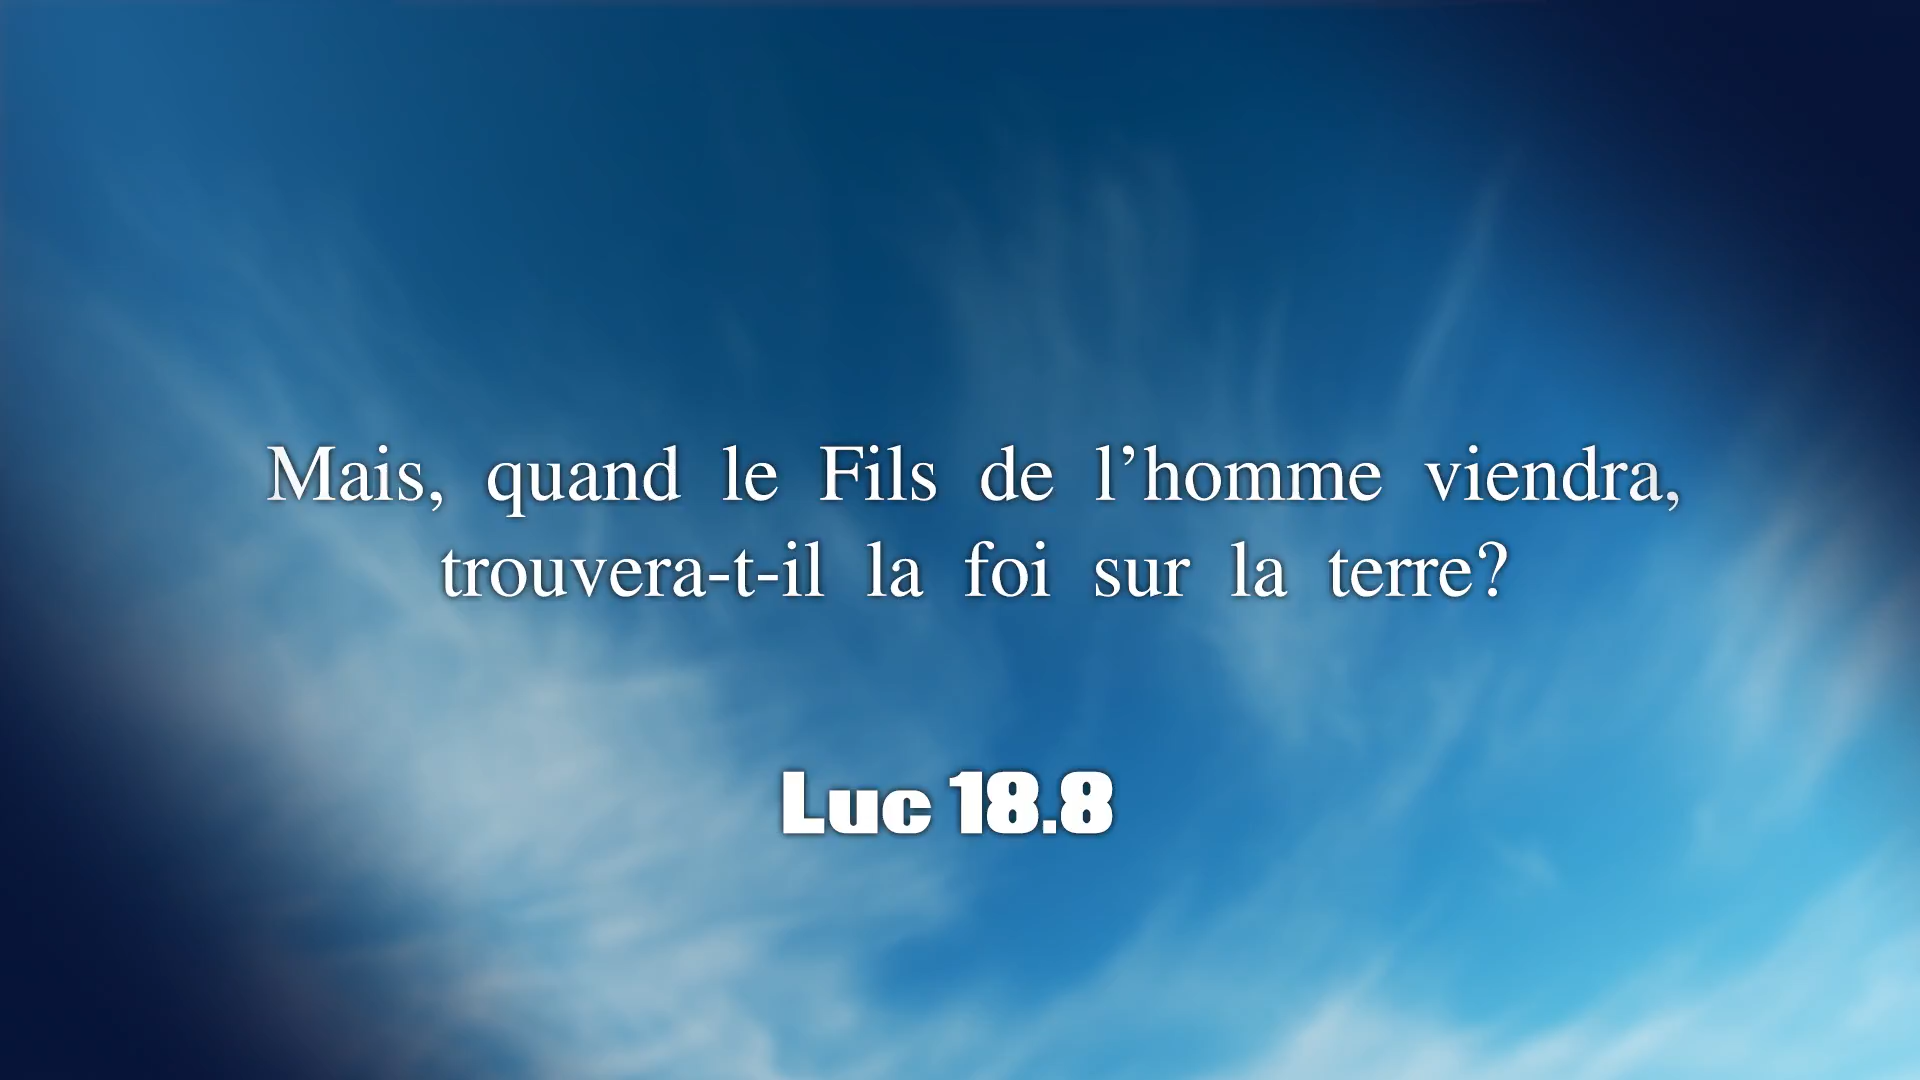 Mais, quand le Fils de l’homme viendra,
trouvera-t-il la foi sur la terre?
Luc 18.8